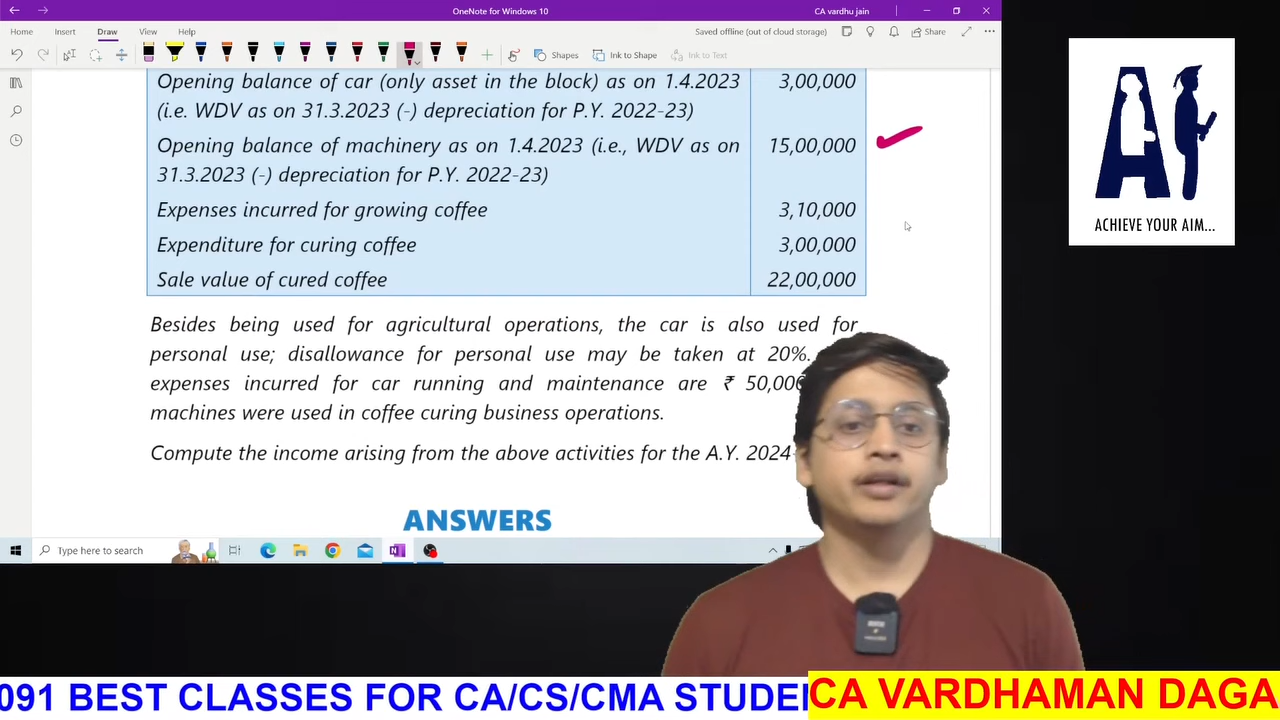 OneNote for Windows 10
CA vardhu jain
Home Insert Draw View Help
Saved offline (out of cloud storage)
Share
Shapes
Ink to Shape
Ink to Text
Opening balance of car (only asset in the block) as on 1.4.2023 3,00,000
(i.e. WDV as on 31.3.2023 (-) depreciation for P.Y. 2022-23)
Opening balance of machinery as on 1.4.2023 (i.e., WDV as on 15,00,000
31.3.2023 (-) depreciation for P.Y. 2022-23)
Expenses incurred for growing coffee 3,10,000
Expenditure for curing coffee 3,00,000
Sale value of cured coffee 22,00,000
Besides being used for agricultural operations, the car is also used for
personal use; disallowance for personal use may be taken at 20%.
expenses incurred for car running and maintenance are ₹ 50,000
machines were used in coffee curing business operations.
Compute the income arising from the above activities for the A.Y. 2024-
ANSWERS
Type here to search
ACHIEVE YOUR AIM...
091 BEST CLASSES FOR CA/CS/CMA STUDEN
CA VARDHAMAN DAGA